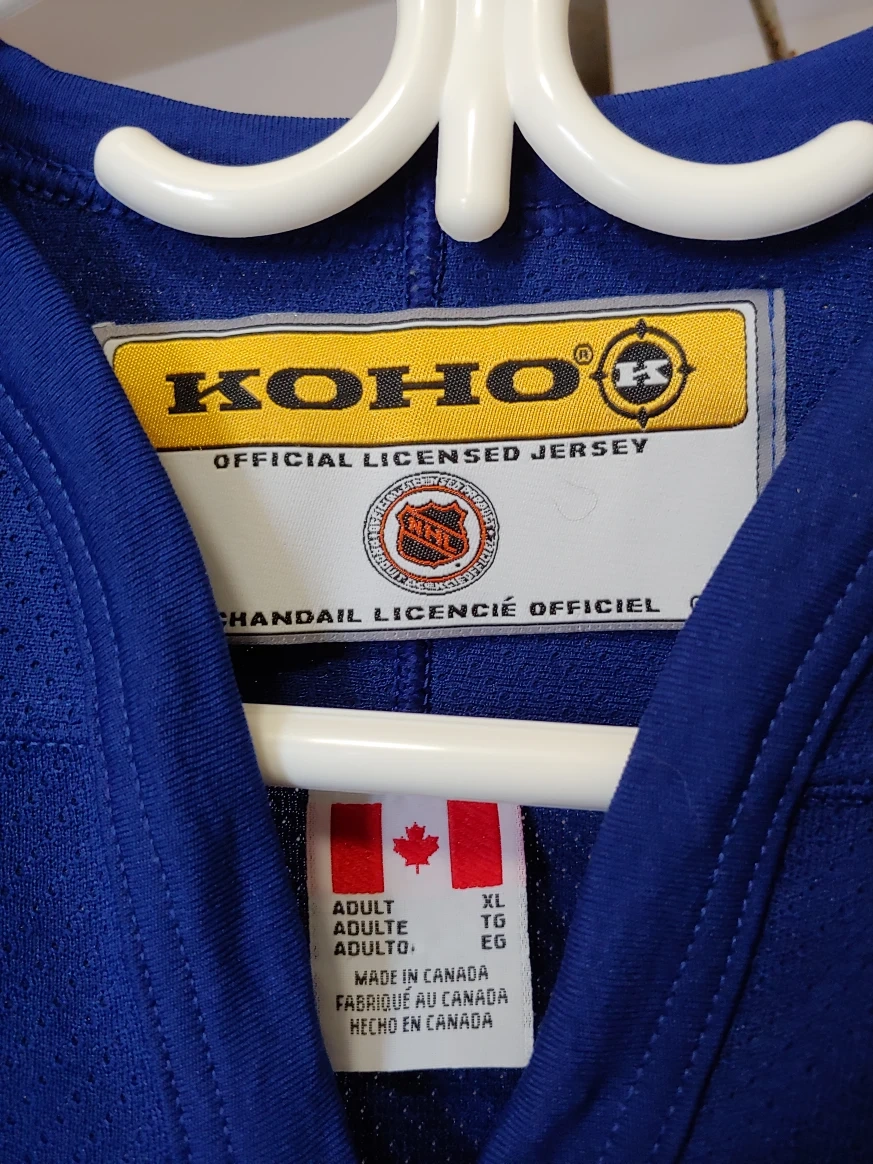 KOHO® K
OFFICIAL LICENSED JERSEY
NHL
CHANDAIL LICENCIÉ OFFICIEL
ADULT XL
ADULTE TG
ADULTO. EG
MADE IN CANADA
FABRIQUÉ AU CANADA
HECHO EN CANADA